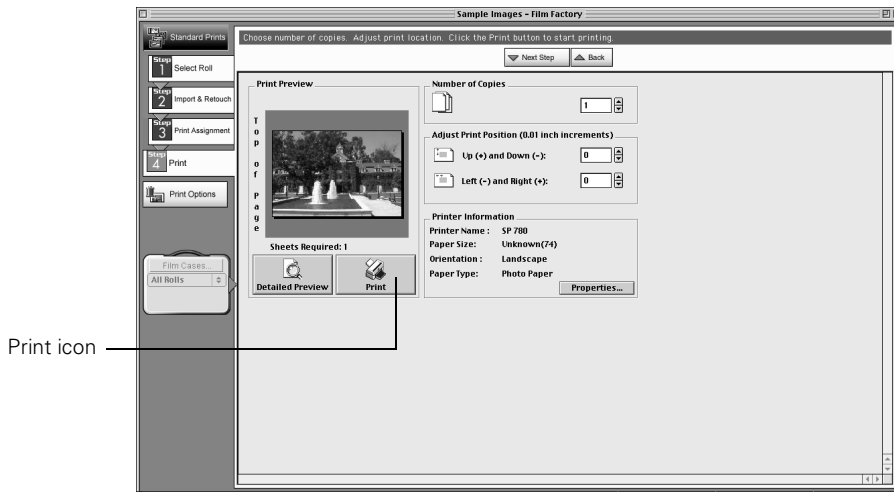 Sample Images - Film Factory
Standard Prints
Choose number of copies. Adjust print location. Click the Print button to start printing.
Next Step
Back
Step 1 Select Roll
Step 2 Import & Retouch
Step 3 Print Assignment
Step 4 Print
Print Options
Film Cases...
All Rolls
Print Preview
Top of Page
Sheets Required: 1
Detailed Preview
Print
Number of Copies
1
Adjust Print Position (0.01 inch increments)
Up (+) and Down (-): 0
Left (-) and Right (+): 0
Printer Information
Printer Name : SP 780
Paper Size: Unknown(74)
Orientation : Landscape
Paper Type: Photo Paper
Properties...
Print icon